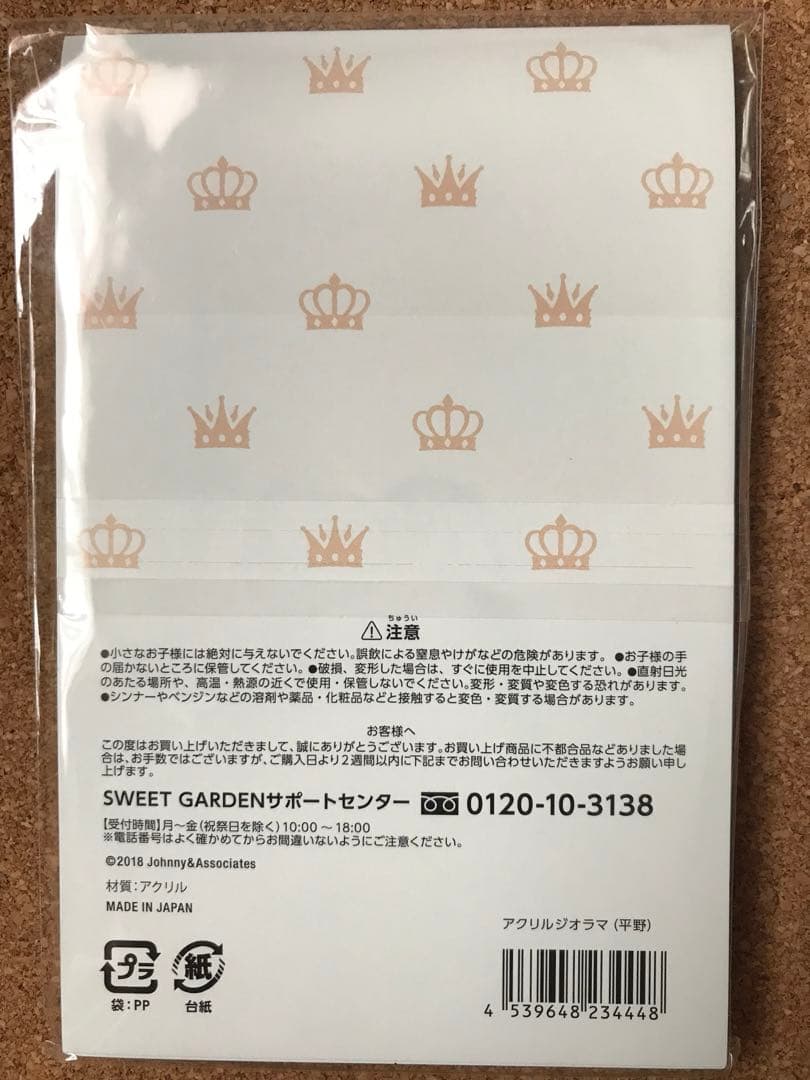 ちゅうい
⚠注意
●小さなお子様には絶対に与えないでください。誤飲による窒息やけがなどの危険があります。 ●お子様の手
の届かないところに保管してください。●破損、変形した場合は、すぐに使用を中止してください。●直射日光
のあたる場所や、高温・熱源の近くで使用・保管しないでください。変形・変質や変色する恐れがあります。
●シンナーやベンジンなどの溶剤や薬品・化粧品などと接触すると変色・変質する場合があります。
お客様へ
この度はお買い上げいただきまして、誠にありがとうございます。お買い上げ商品に不都合品などありました場
合は、お手数ではございますが、ご購入日より2週間以内に下記までお問い合わせいただきますようお願い申し
上げます。
SWEET GARDENサポートセンター 0120-10-3138
【受付時間】月～金(祝祭日を除く)10:00～18:00
※電話番号はよく確かめてからお間違いないようにご注意ください。
©2018 Johnny&Associates
材質：アクリル
MADE IN JAPAN
アクリルジオラマ（平野）
プラ 紙
袋：PP 台紙
4 539648 234448